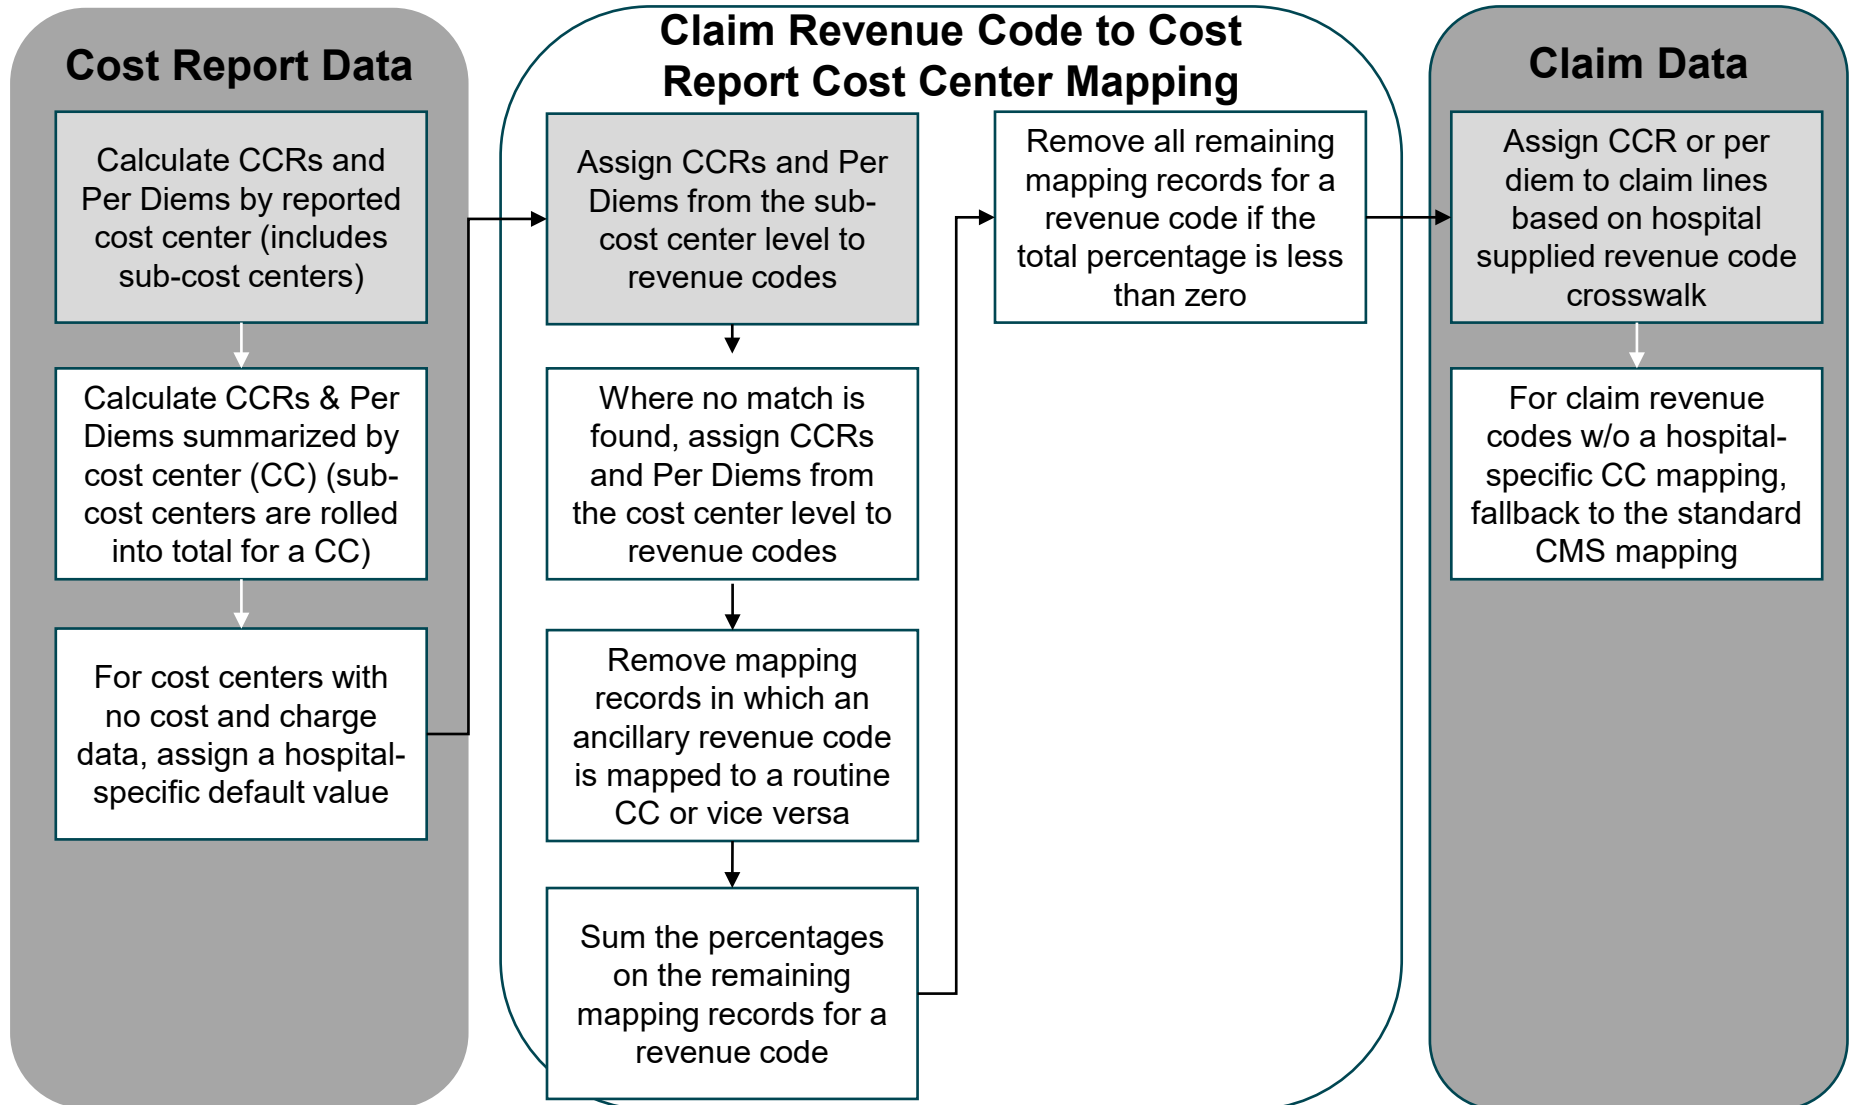 Cost Report Data
Calculate CCRs and
Per Diems by reported
cost center (includes
sub-cost centers)
Calculate CCRs & Per
Diems summarized by
cost center (CC) (sub-
cost centers are rolled
into total for a CC)
For cost centers with
no cost and charge
data, assign a hospital-
specific default value
Claim Revenue Code to Cost
Report Cost Center Mapping
Assign CCRs and Per
Diems from the sub-
cost center level to
revenue codes
Where no match is
found, assign CCRs
and Per Diems from
the cost center level to
revenue codes
Remove mapping
records in which an
ancillary revenue code
is mapped to a routine
CC or vice versa
Sum the percentages
on the remaining
mapping records for a
revenue code
Remove all remaining
mapping records for a
revenue code if the
total percentage is less
than zero
Claim Data
Assign CCR or per
diem to claim lines
based on hospital
supplied revenue code
crosswalk
For claim revenue
codes w/o a hospital-
specific CC mapping,
fallback to the standard
CMS mapping